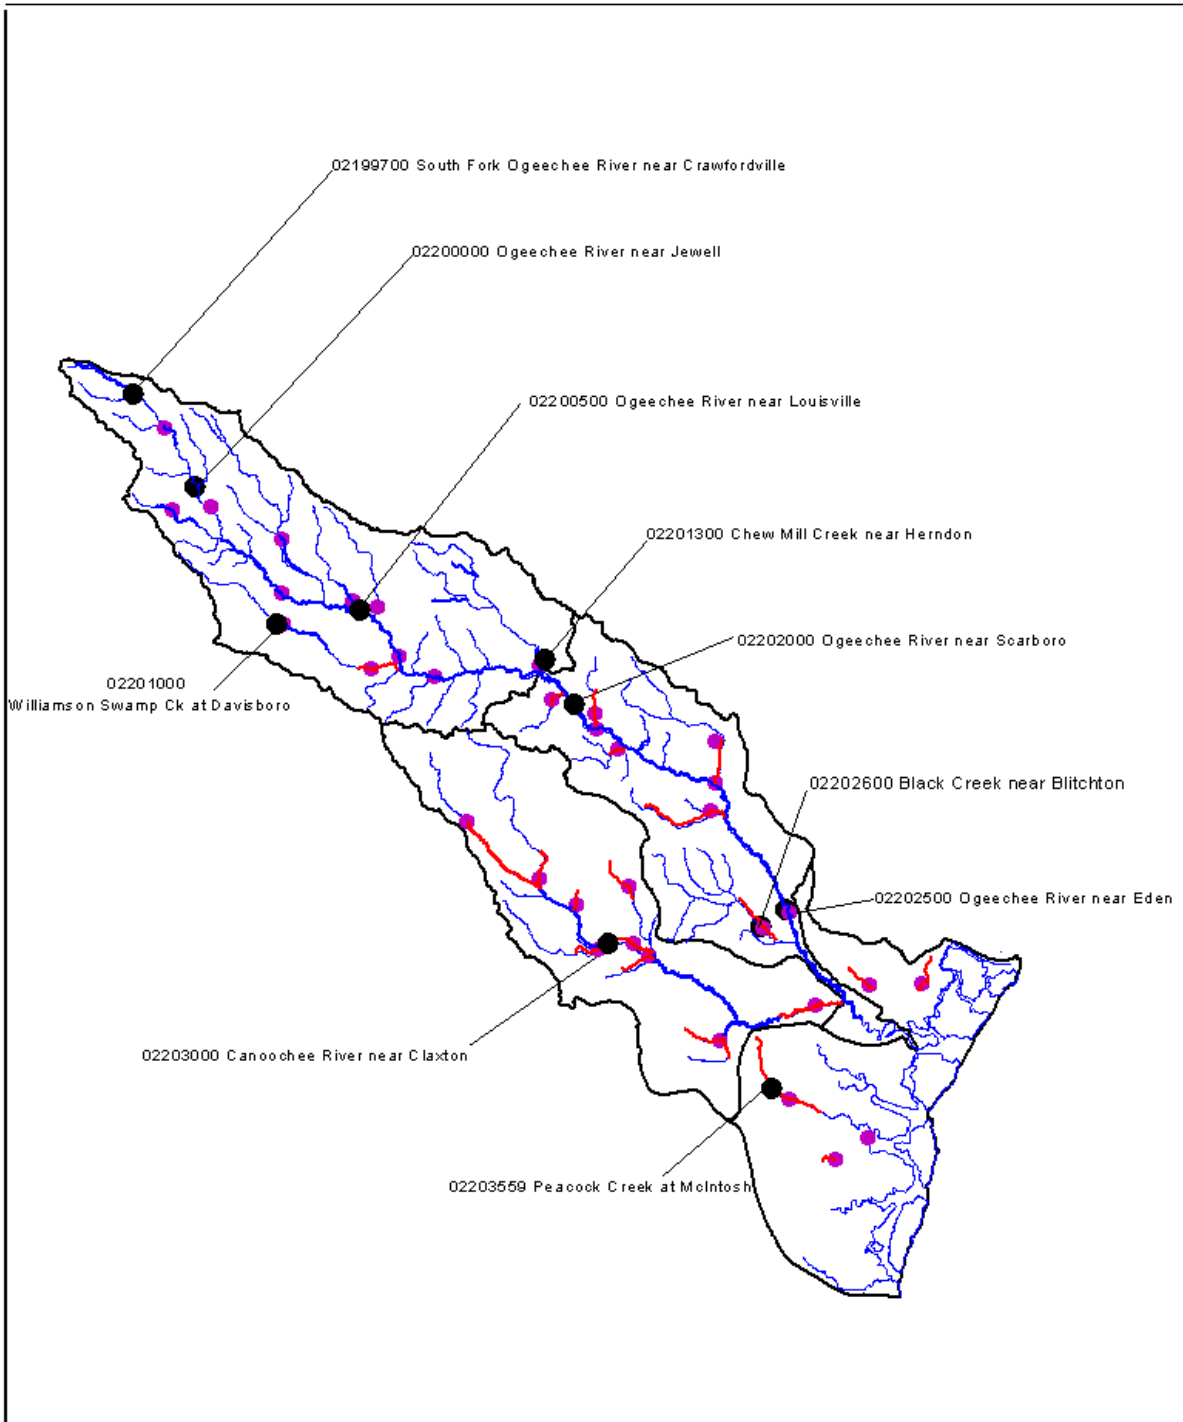 02199700 South Fork Ogeechee River near Crawfordville
02200000 Ogeechee River near Jewell
02200500 Ogeechee River near Louisville
02201300 Chew Mill Creek near Herndon
02202000 Ogeechee River near Scarboro
02201000
Williamson Swamp Ck at Davisboro
02202600 Black Creek near Blitchton
02202500 Ogeechee River near Eden
02203000 Canoochee River near Claxton
02203559 Peacock Creek at McIntosh